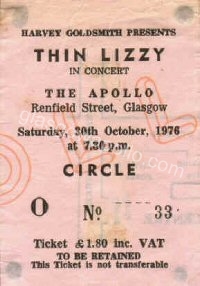 HARVEY GOLDSMITH PRESENTS
THIN LIZZY
IN CONCERT
THE APOLLO
Renfield Street, Glasgow
Saturday, 30th October, 1976
at 7.30 p.m.
CIRCLE
O No ---- 33
Ticket £1.80 inc. VAT
TO BE RETAINED
This Ticket is not transferable